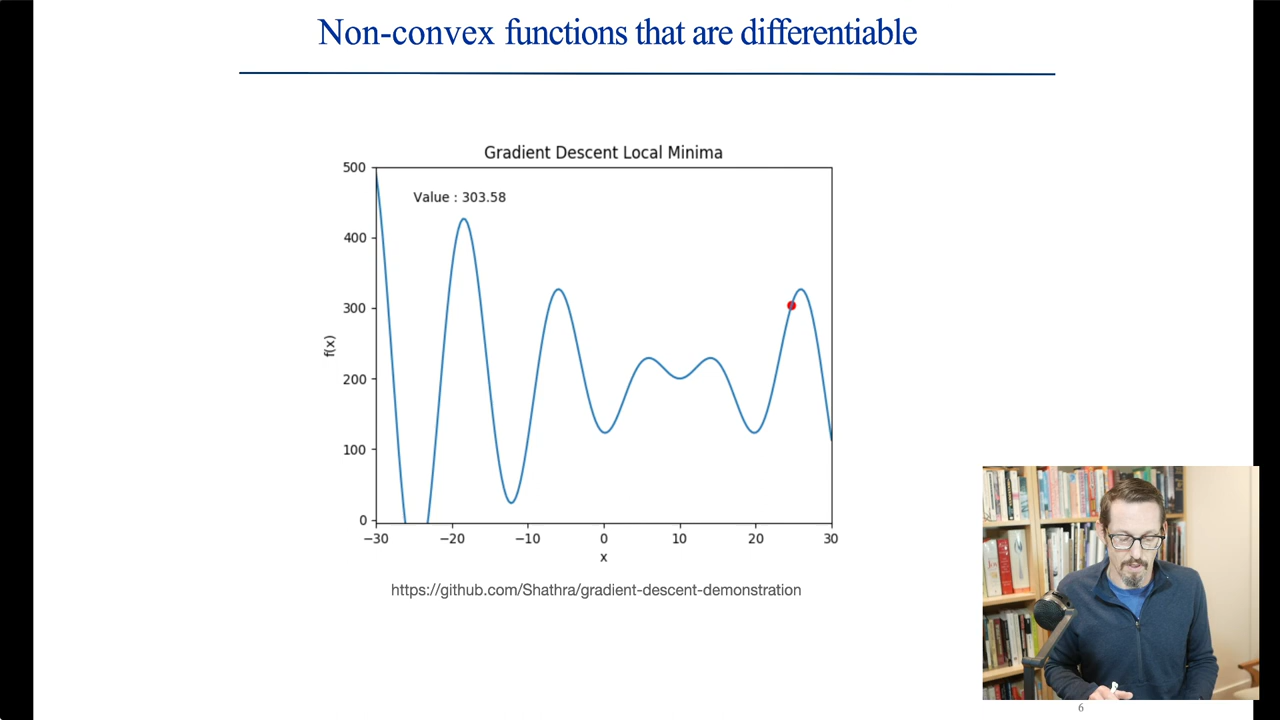 Non-convex functions that are differentiable
Gradient Descent Local Minima
Value : 303.58
500
400
300
200
100
0
f(x)
−30
−20
−10
0
10
20
30
x
https://github.com/Shathra/gradient-descent-demonstration
6